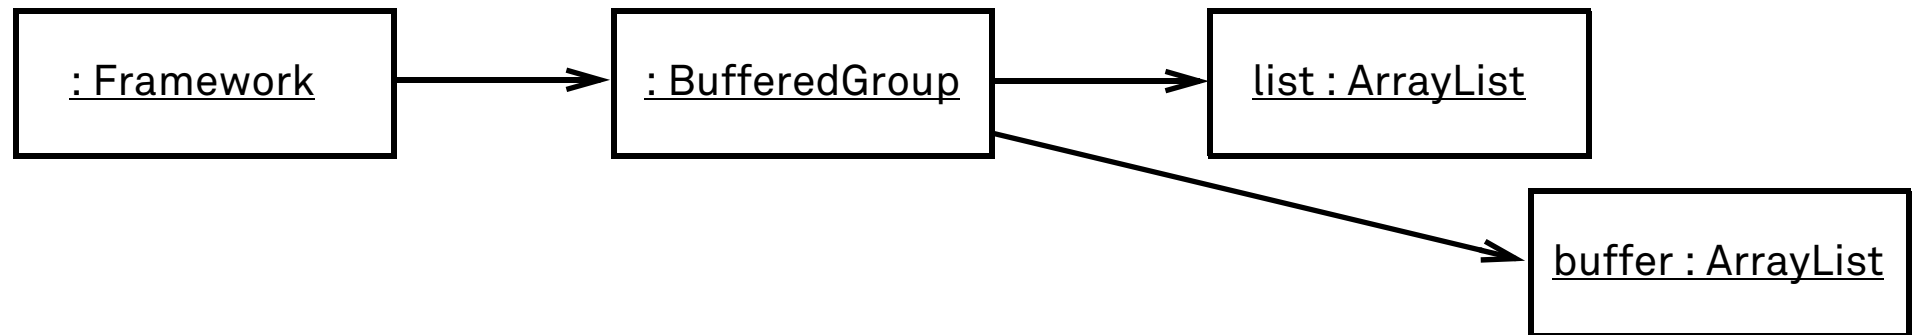 : Framework
: BufferedGroup
list : ArrayList
buffer : ArrayList